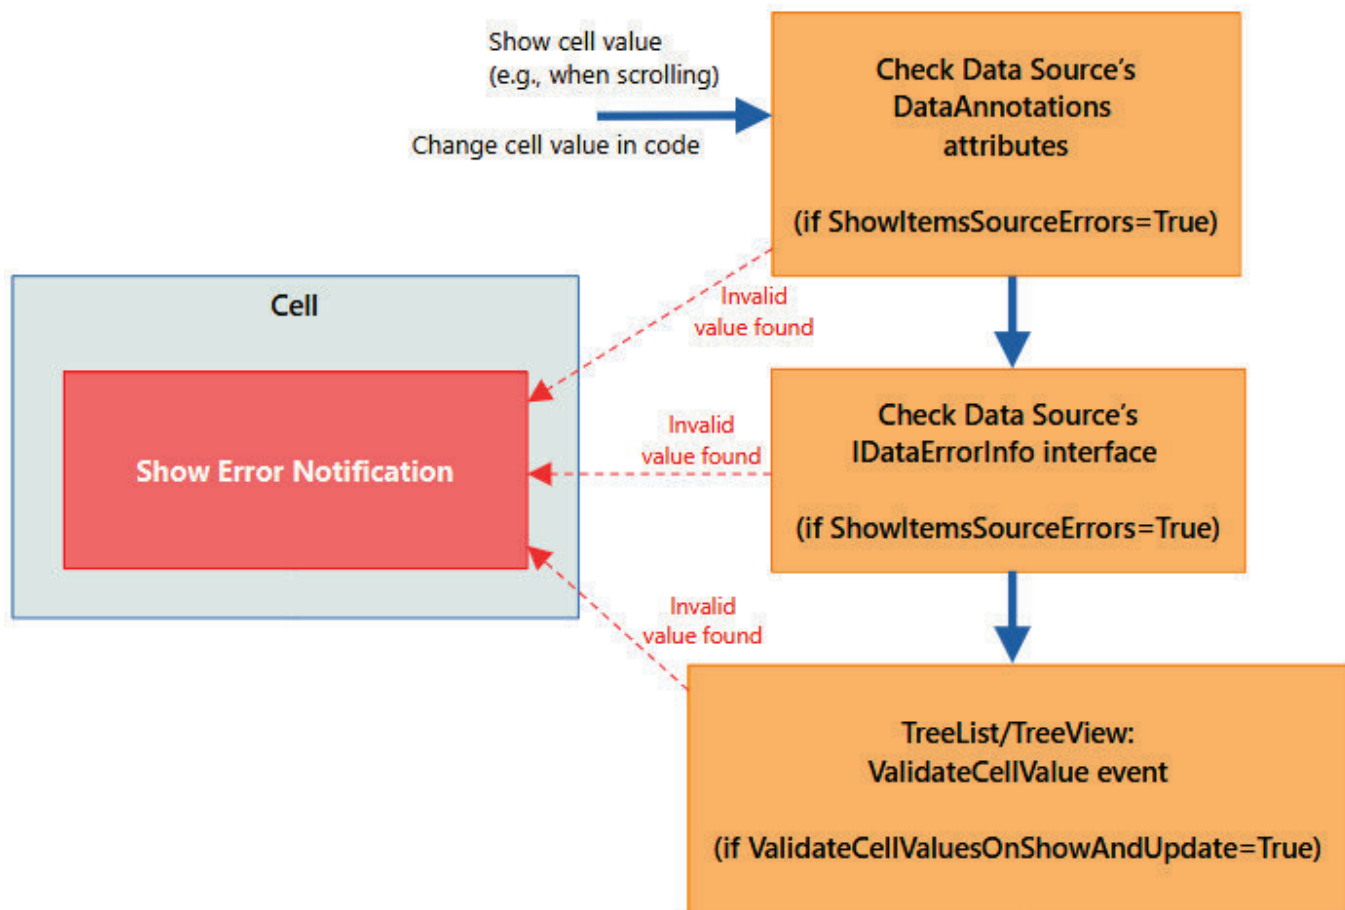 Show cell value
(e.g., when scrolling)
Change cell value in code
Check Data Source’s
DataAnnotations
attributes
(if ShowItemsSourceErrors=True)
Invalid
value found
Cell
Show Error Notification
Invalid
value found
Check Data Source’s
IDataErrorInfo interface
(if ShowItemsSourceErrors=True)
Invalid
value found
TreeList/TreeView:
ValidateCellValue event
(if ValidateCellValuesOnShowAndUpdate=True)